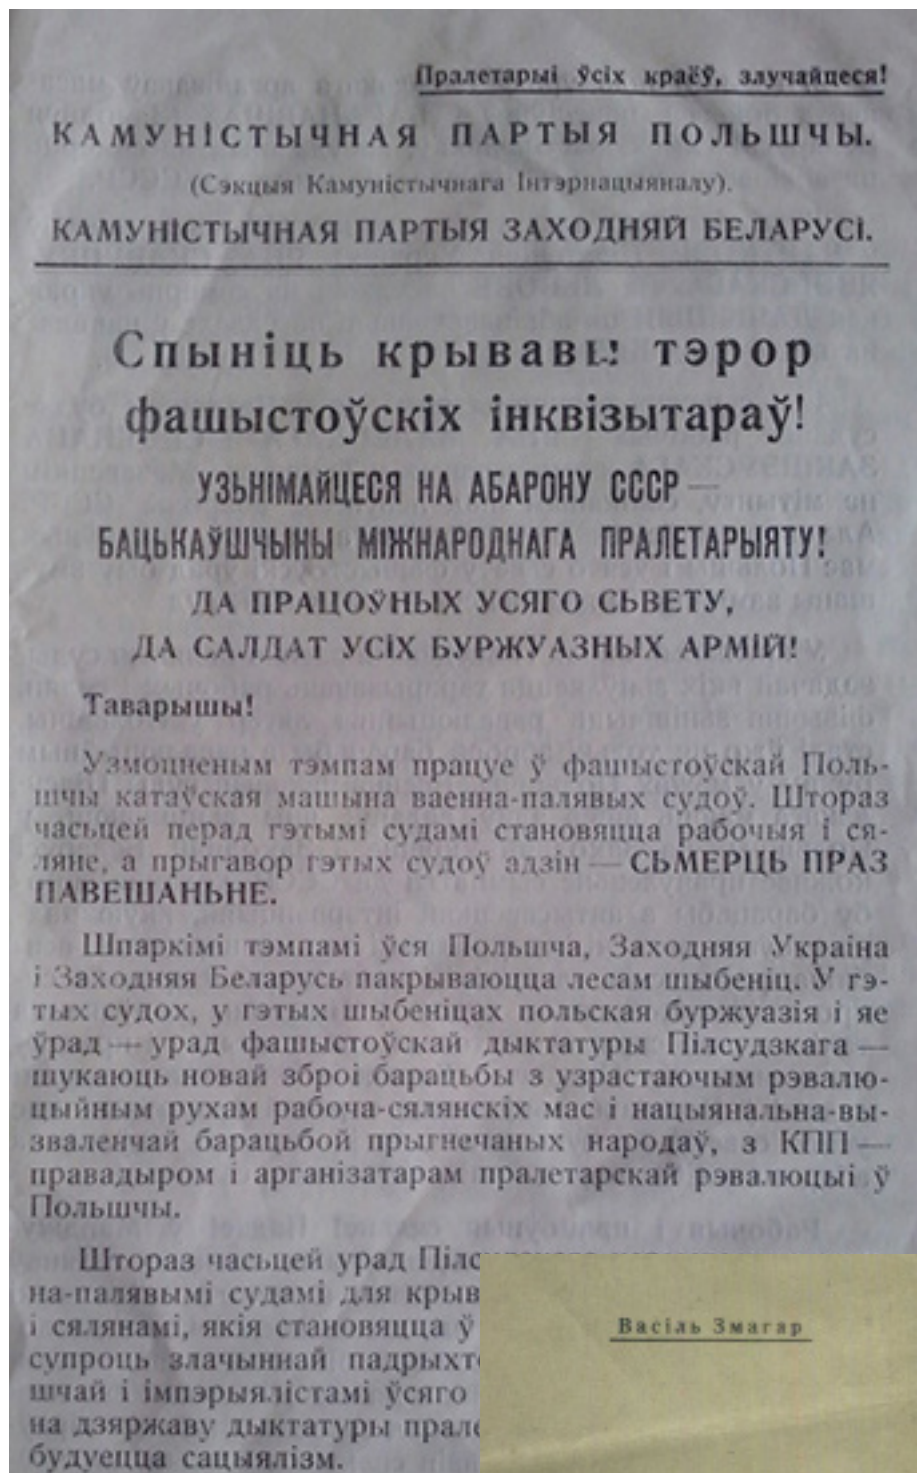 Пралетарыі ўсіх краёў, злучайцеся!
КАМУНІСТЫЧНАЯ ПАРТЫЯ ПОЛЬШЧЫ.
(Сэкцыя Камуністычнага Інтэрнацыяналу).
КАМУНІСТЫЧНАЯ ПАРТЫЯ ЗАХОДНЯЙ БЕЛАРУСІ.
Спыніць крывавы тэрор
фашыстоўскіх інквізытараў!
УЗЬНІМАЙЦЕСЯ НА АБАРОНУ СССР —
БАЦЬКАЎШЧЫНЫ МІЖНАРОДНАГА ПРАЛЕТАРЫЯТУ!
ДА ПРАЦОЎНЫХ УСЯГО СЬВЕТУ,
ДА САЛДАТ УСІХ БУРЖУАЗНЫХ АРМІЙ!
Таварышы!
Узмоцненым тэмпам працуе ў фашыстоўскай Поль-
шчы катаўская машына ваенна-палявых судоў. Штораз
часьцей перад гэтымі судамі становяцца рабочыя і ся-
ляне, а прыгавор гэтых судоў адзін — СЬМЕРЦЬ ПРАЗ
ПАВЕШАНЬНЕ.
Шпаркімі тэмпамі ўся Польшча, Заходняя Украіна
і Заходняя Беларусь пакрываюцца лесам шыбеніц. У гэ-
тых судох, у гэтых шыбеніцах польская буржуазія і яе
ўрад — урад фашыстоўскай дыктатуры Пілсудзкага —
шукаюць новай зброі барацьбы з узрастаючым рэвалю-
цыйным рухам рабоча-сялянскіх мас і нацыянальна-вы-
зваленчай барацьбой прыгнечаных народаў, з КПП —
правадыром і арганізатарам пралетарскай рэвалюцыі ў
Польшчы.
Штораз часьцей урад Пілс
на-палявымі судамі для крыв
і сялянамі, якія становяцца ў
супроць злачыннай падрыхт
шчай і імпэрыялістамі ўсяго
на дзяржаву дыктатуры прале
будуецца сацыялізм.
Васіль Змагар